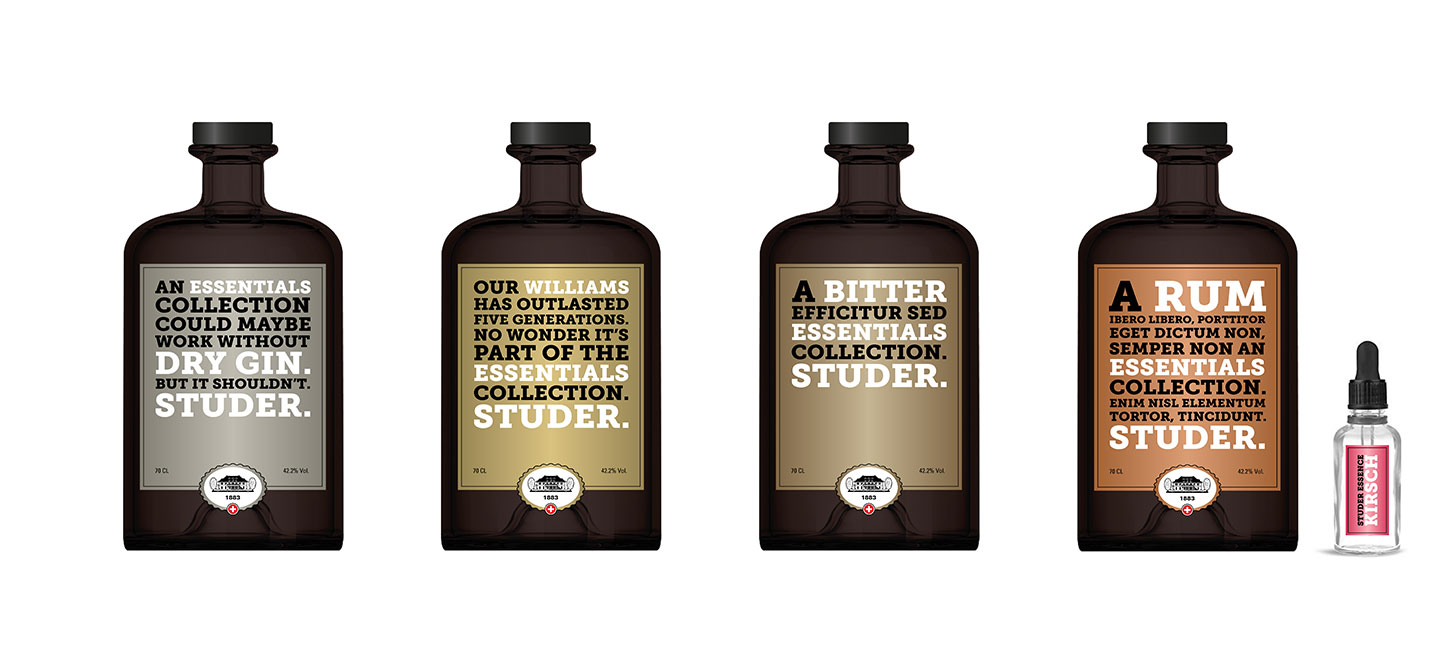 AN ESSENTIALS
COLLECTION
COULD MAYBE
WORK WITHOUT
DRY GIN.
BUT IT SHOULDN'T.
STUDER.
70 CL
42.2% Vol.
1883
OUR WILLIAMS
HAS OUTLASTED
FIVE GENERATIONS.
NO WONDER IT'S
PART OF THE
ESSENTIALS
COLLECTION.
STUDER.
70 CL
42.2% Vol.
1883
A BITTER
EFFICITUR SED
ESSENTIALS
COLLECTION.
STUDER.
70 CL
42.2% Vol.
1883
A RUM
IBERO LIBERO, PORTTITOR
EGET DICTUM NON,
SEMPER NON AN
ESSENTIALS
COLLECTION.
ENIM NISL ELEMENTUM
TORTOR, TINCIDUNT.
STUDER.
70 CL
42.2% Vol.
1883
STUDER ESSENCE
KIRSCH